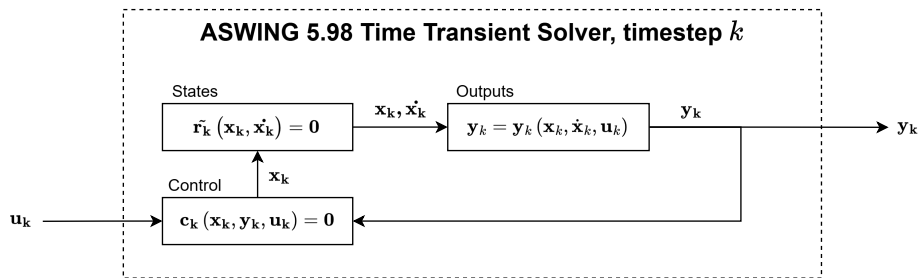 ASWING 5.98 Time Transient Solver, timestep k
States
r̃ₖ (xₖ, ẋₖ) = 0
xₖ, ẋₖ
Outputs
yₖ = yₖ (xₖ, ẋₖ, uₖ)
yₖ
yₖ
xₖ
Control
uₖ
cₖ (xₖ, yₖ, uₖ) = 0